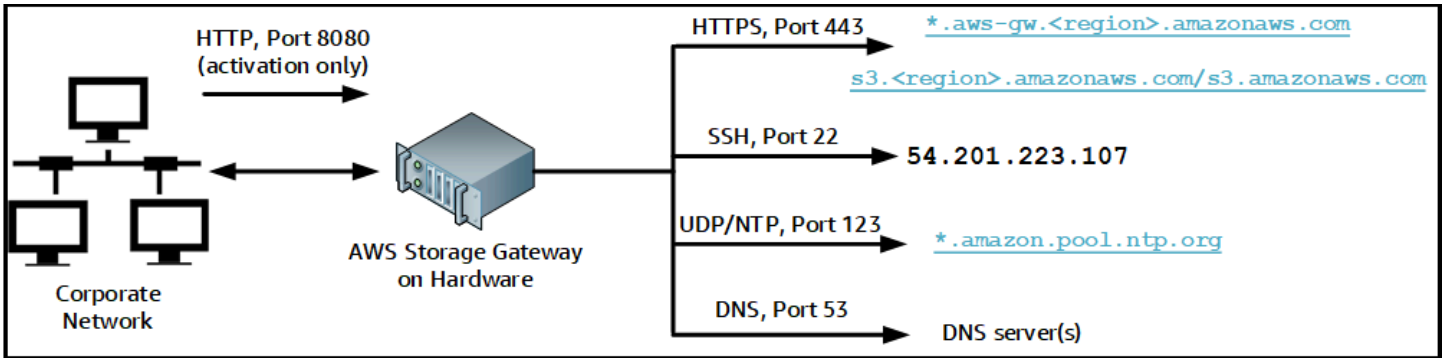 HTTP, Port 8080
(activation only)
HTTPS, Port 443
*.aws-gw.<region>.amazonaws.com
s3.<region>.amazonaws.com/s3.amazonaws.com
SSH, Port 22
54.201.223.107
UDP/NTP, Port 123
*.amazon.pool.ntp.org
AWS Storage Gateway
on Hardware
Corporate
Network
DNS, Port 53
DNS server(s)